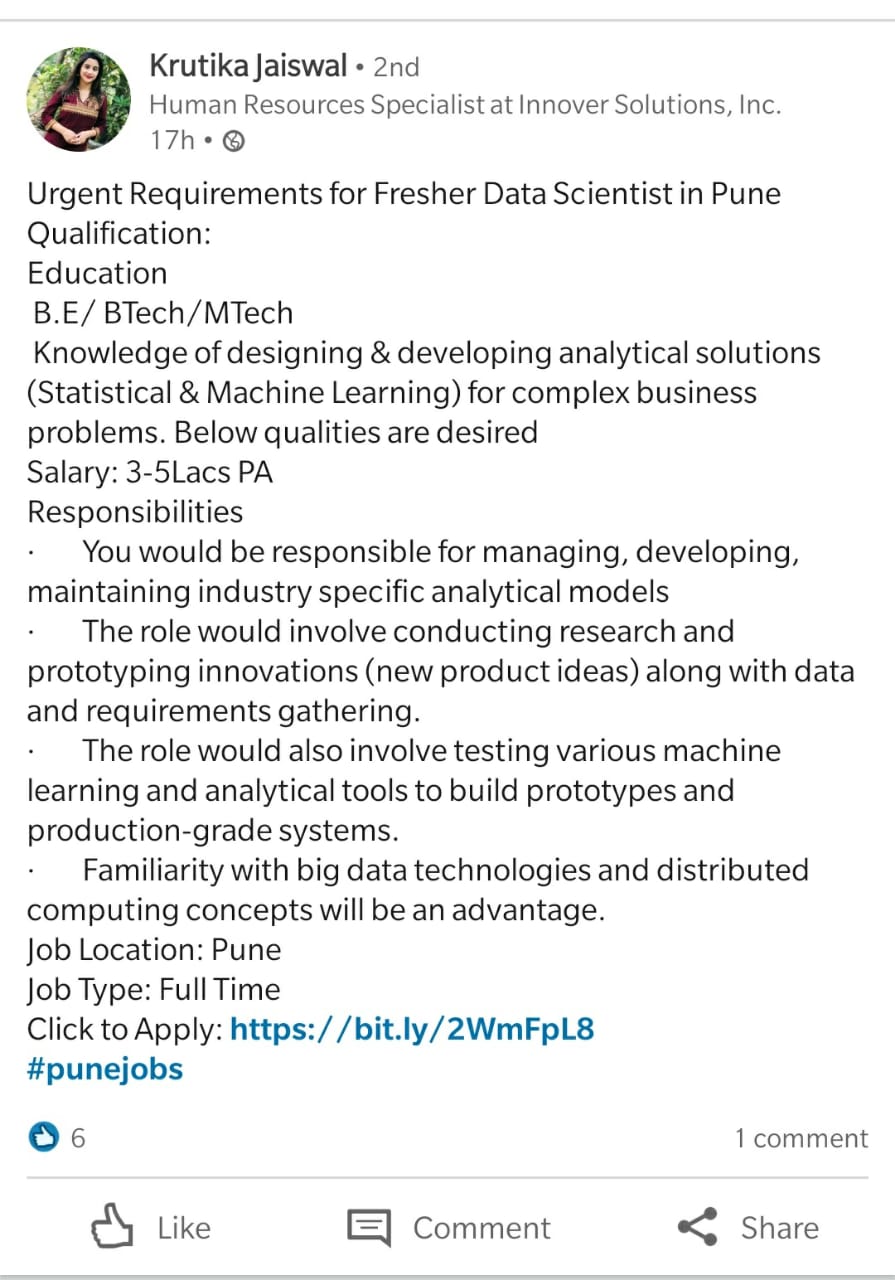 Krutika Jaiswal • 2nd
Human Resources Specialist at Innover Solutions, Inc.
17h •
Urgent Requirements for Fresher Data Scientist in Pune
Qualification:
Education
B.E/ BTech/MTech
Knowledge of designing & developing analytical solutions
(Statistical & Machine Learning) for complex business
problems. Below qualities are desired
Salary: 3-5Lacs PA
Responsibilities
· You would be responsible for managing, developing,
maintaining industry specific analytical models
· The role would involve conducting research and
prototyping innovations (new product ideas) along with data
and requirements gathering.
· The role would also involve testing various machine
learning and analytical tools to build prototypes and
production-grade systems.
· Familiarity with big data technologies and distributed
computing concepts will be an advantage.
Job Location: Pune
Job Type: Full Time
Click to Apply: https://bit.ly/2WmFpL8
#punejobs
6 1 comment
Like Comment Share